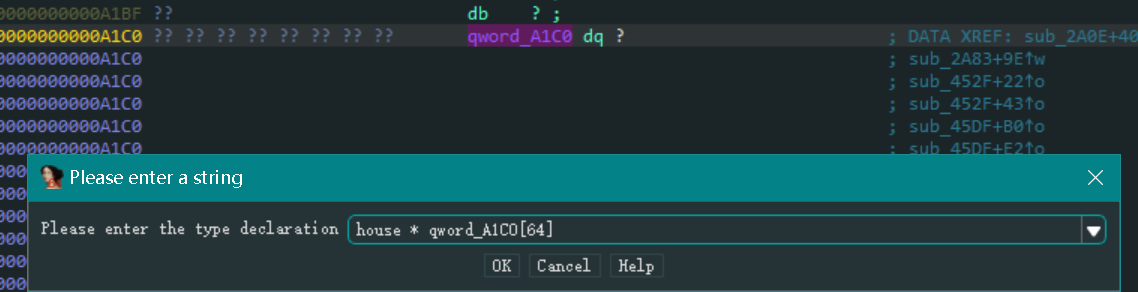 0000000000A1BF ?? db ? ;
0000000000A1C0 ?? ?? ?? ?? ?? ?? ?? ?? qword_A1C0 dq ? ; DATA XREF: sub_2A0E+40
0000000000A1C0 ; sub_2A83+9E↑w
0000000000A1C0 ; sub_452F+22↑o
0000000000A1C0 ; sub_452F+43↑o
0000000000A1C0 ; sub_45DF+B0↑o
0000000000A1C0 ; sub_45DF+E2↑o
Please enter a string
000
000
Please enter the type declaration house * qword_A1C0[64]
000
OK Cancel Help
000
000